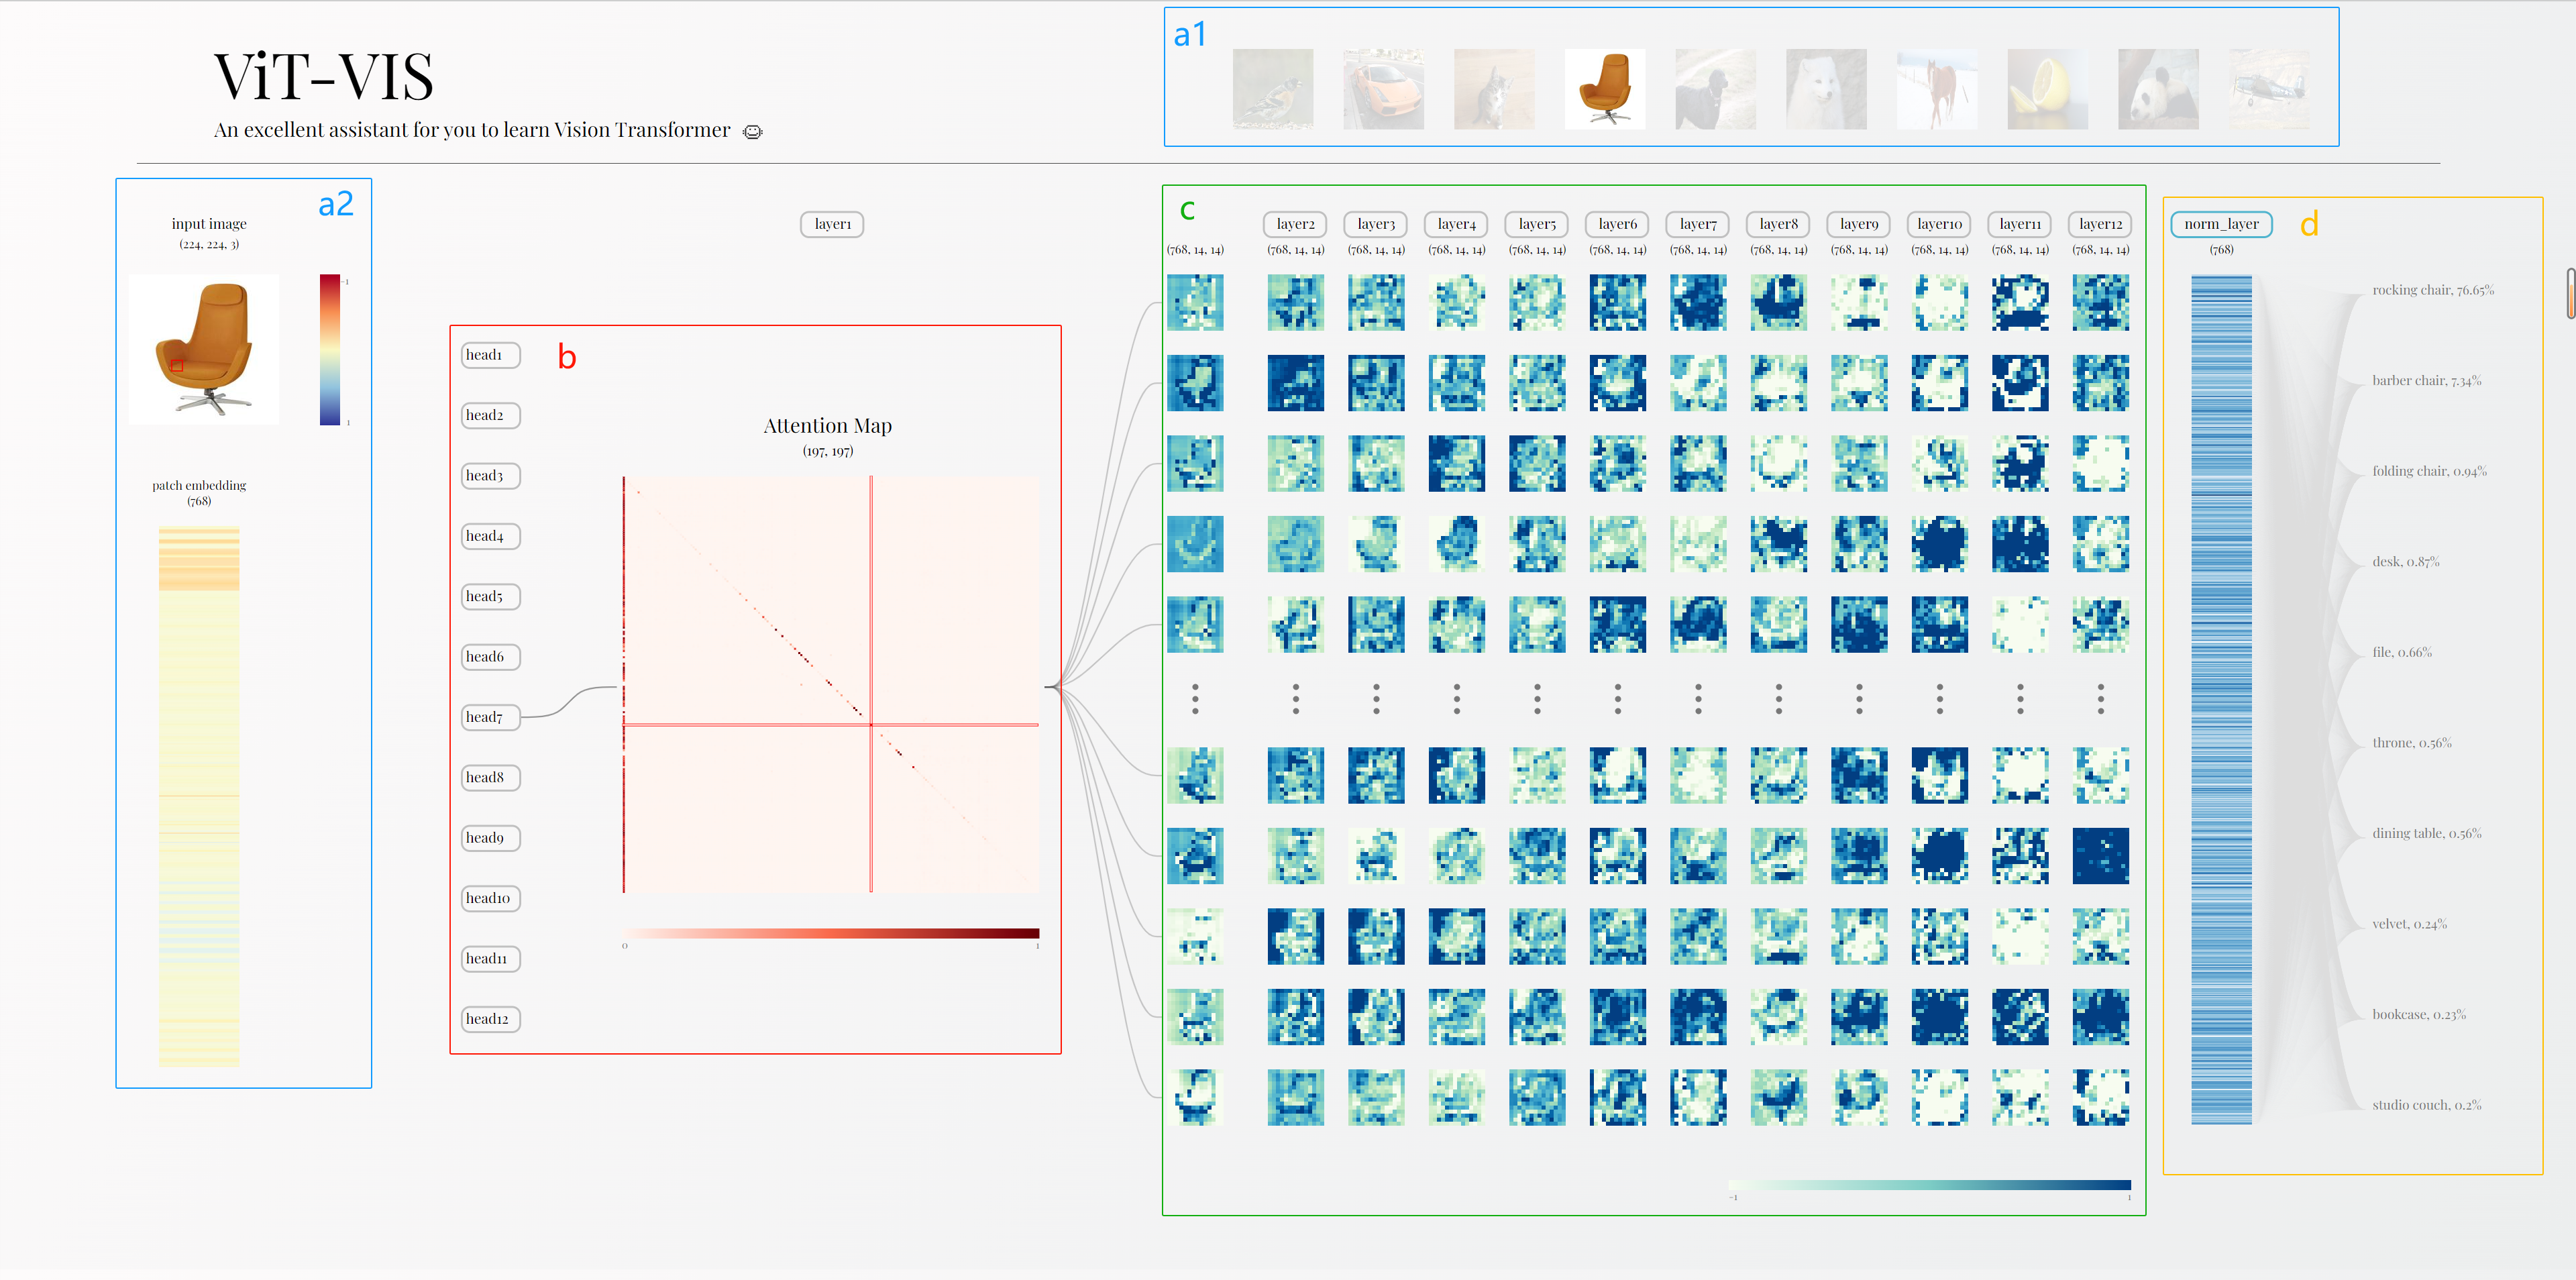 ViT-VIS
An excellent assistant for you to learn Vision Transformer
a1
a2
input image
(224, 224, 3)
-1
1
patch embedding
(768)
layer1
b
head1
head2
head3
head4
head5
head6
head7
head8
head9
head10
head11
head12
Attention Map
(197, 197)
0
1
c
layer2 layer3 layer4 layer5 layer6 layer7 layer8 layer9 layer10 layer11 layer12
(768, 14, 14) (768, 14, 14) (768, 14, 14) (768, 14, 14) (768, 14, 14) (768, 14, 14) (768, 14, 14) (768, 14, 14) (768, 14, 14) (768, 14, 14) (768, 14, 14) (768, 14, 14)
-1
1
norm_layer
d
(768)
rocking chair, 76.65%
barber chair, 7.34%
folding chair, 0.94%
desk, 0.87%
file, 0.66%
throne, 0.56%
dining table, 0.56%
velvet, 0.24%
bookcase, 0.23%
studio couch, 0.2%